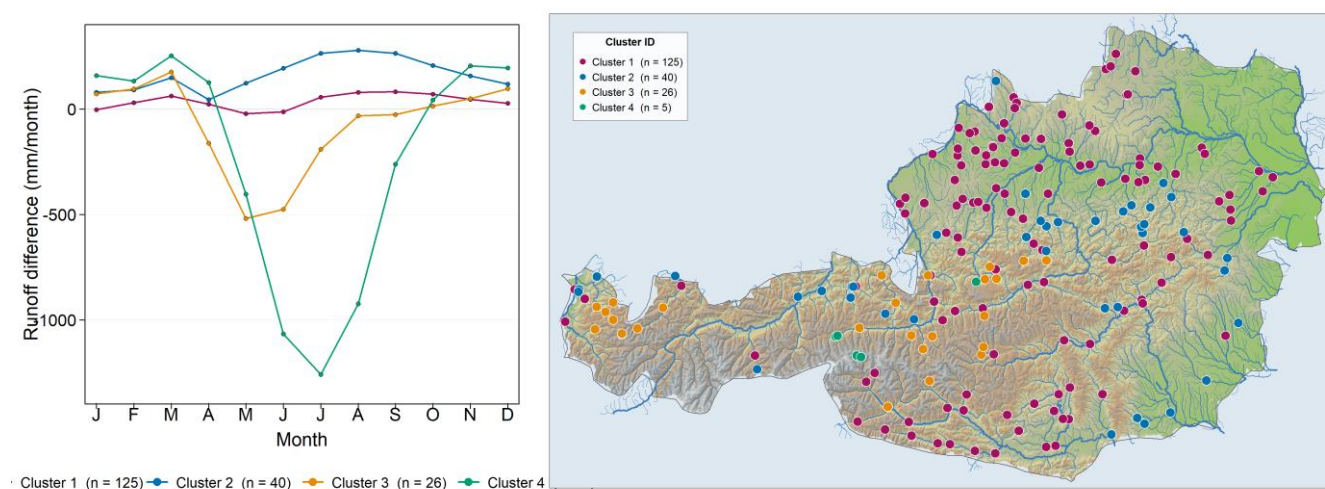 0
-500
1000
Runoff difference (mm/month)
J F M A M J J A S O N D
Month
Cluster 1 (n = 125) Cluster 2 (n = 40) Cluster 3 (n = 26) Cluster 4
Cluster ID
Cluster 1 (n = 125)
Cluster 2 (n = 40)
Cluster 3 (n = 26)
Cluster 4 (n = 5)